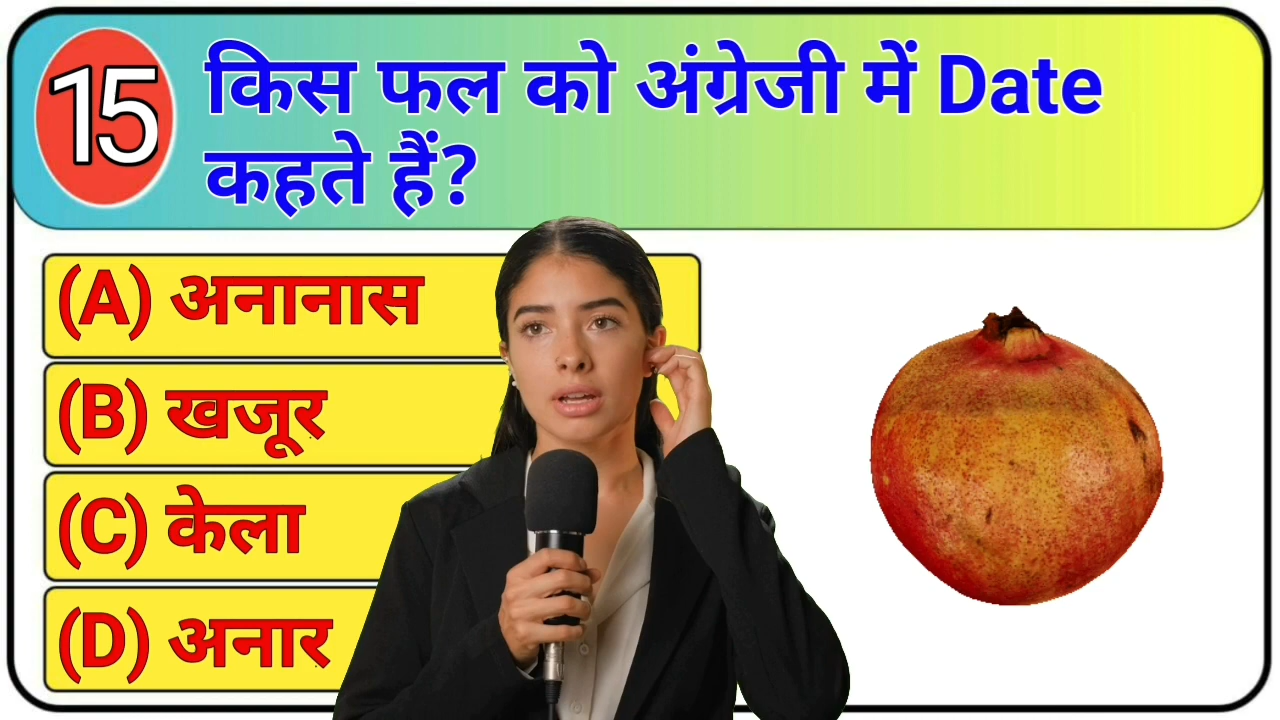 15
किस फल को अंग्रेजी में Date
कहते हैं?
(A) अनानास
(B) खजूर
(C) केला
(D) अनार